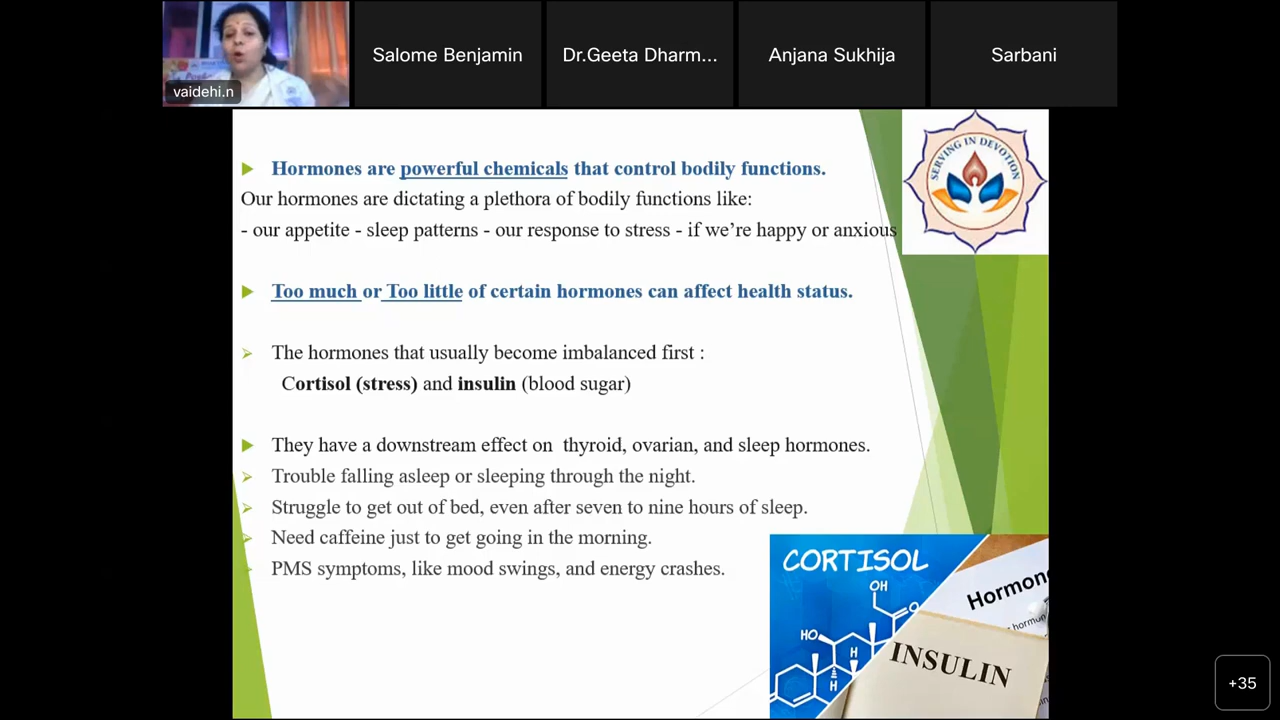 Salome Benjamin
Dr.Geeta Dharm...
Anjana Sukhija
Sarbani
vaidehi.n
SERVING IN DEVOTION
Hormones are powerful chemicals that control bodily functions.
Our hormones are dictating a plethora of bodily functions like:
- our appetite - sleep patterns - our response to stress - if we’re happy or anxious
Too much or Too little of certain hormones can affect health status.
The hormones that usually become imbalanced first :
Cortisol (stress) and insulin (blood sugar)
They have a downstream effect on thyroid, ovarian, and sleep hormones.
Trouble falling asleep or sleeping through the night.
Struggle to get out of bed, even after seven to nine hours of sleep.
Need caffeine just to get going in the morning.
PMS symptoms, like mood swings, and energy crashes.
CORTISOL
OH
O
HO
H
H
H
Hormon
hormon
INSULIN
+35